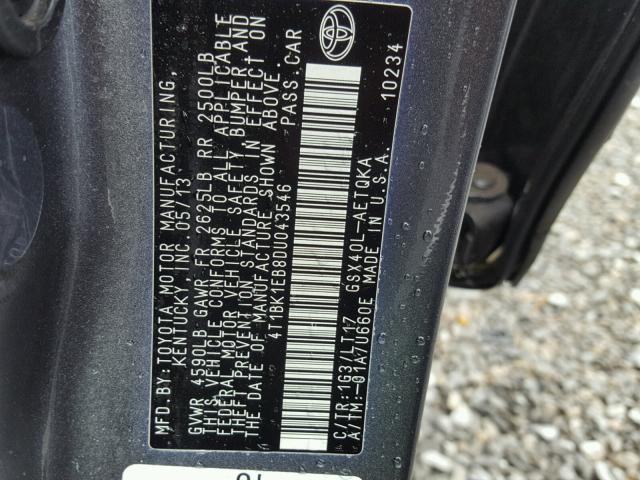 MFD.BY:TOYOTA MOTOR MANUFACTURING,
KENTUCKY, INC 05/13
GVWR 4590LB GAWR FR 2625LB RR 2500LB
THIS VEHICLE CONFORMS TO ALL APPLICABLE
FEDERAL MOTOR VEHICLE SAFETY, BUMPER, AND
THEFT PREVENTION STANDARDS IN EFFECT ON
THE DATE OF MANUFACTURE SHOWN ABOVE.
4T1BK1EB8DU043546 PASS.CAR
C/TR:1G3/LT17 GSX40L-AETQKA
A/TM:-01A/U660E MADE IN U.S.A. 10234